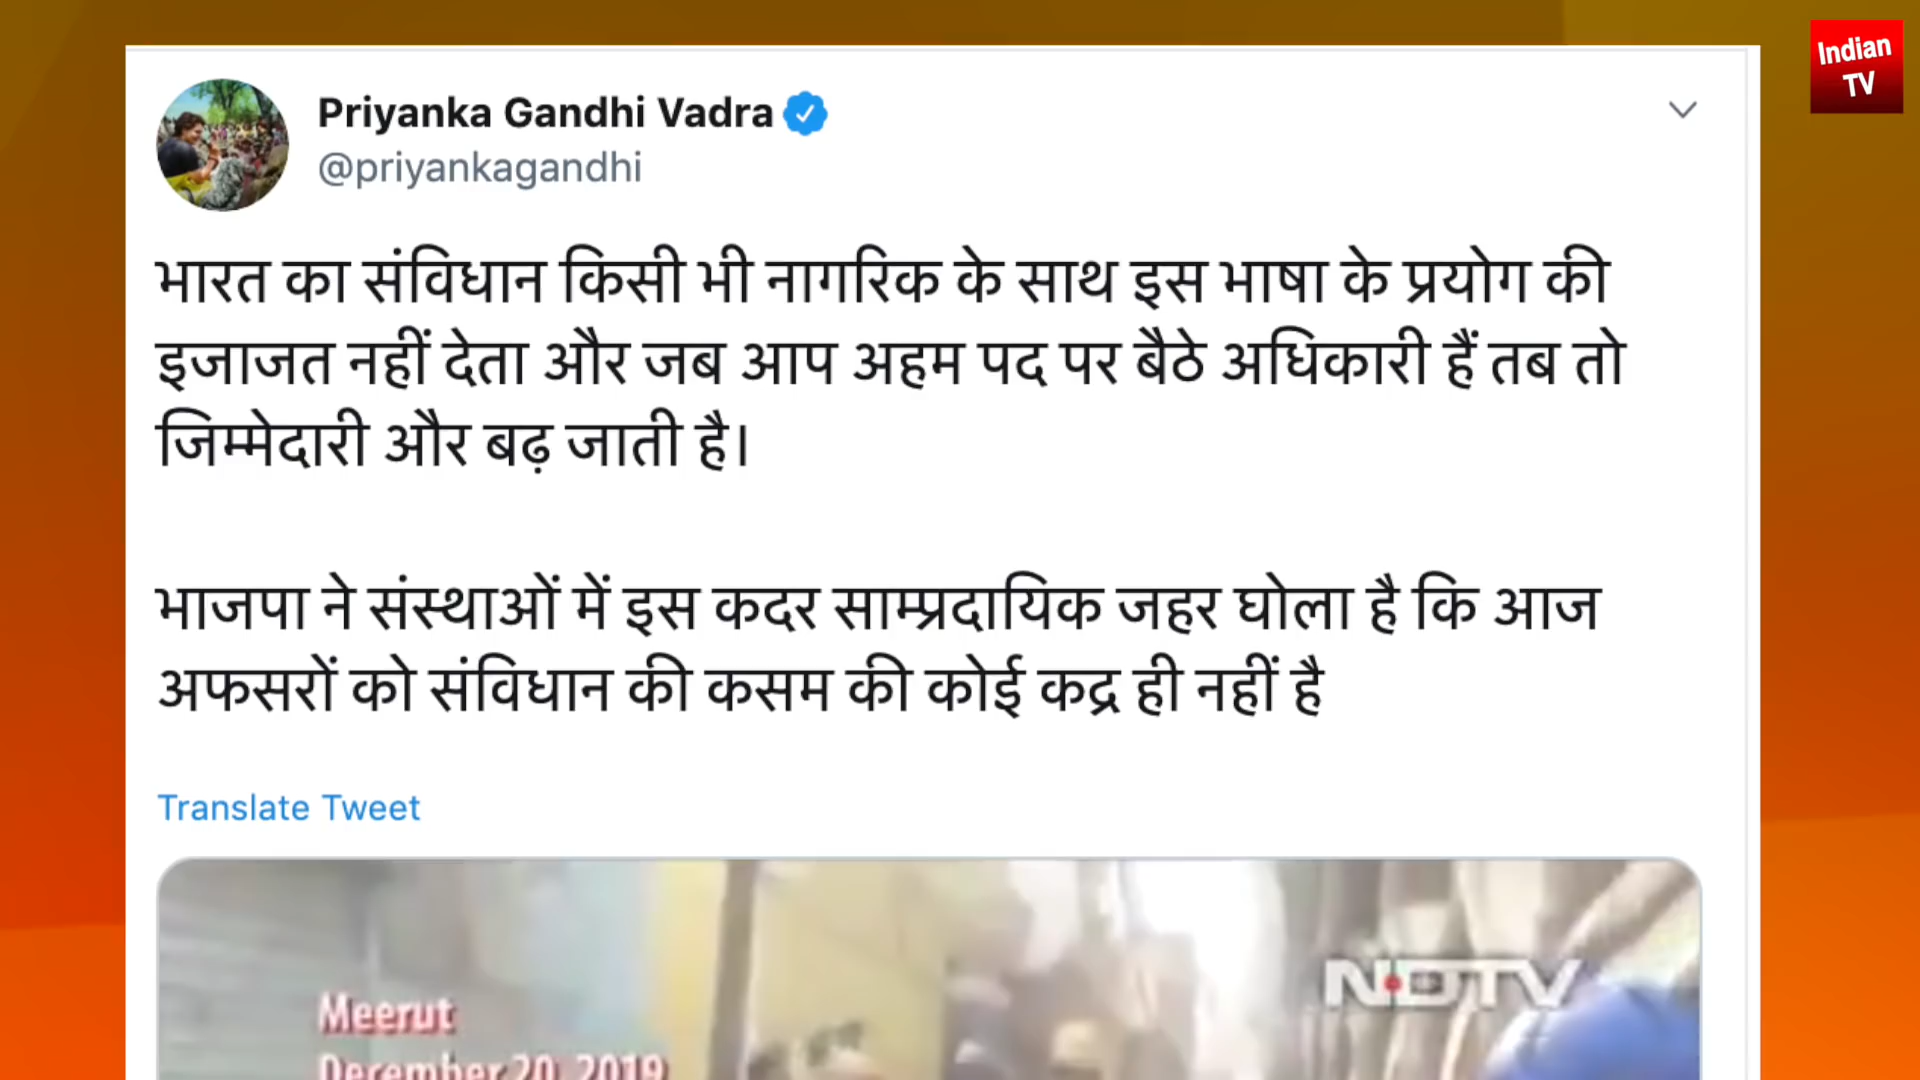 Indian
TV
Priyanka Gandhi Vadra
@priyankagandhi
भारत का संविधान किसी भी नागरिक के साथ इस भाषा के प्रयोग की
इजाजत नहीं देता और जब आप अहम पद पर बैठे अधिकारी हैं तब तो
जिम्मेदारी और बढ़ जाती है।
भाजपा ने संस्थाओं में इस कदर साम्प्रदायिक जहर घोला है कि आज
अफसरों को संविधान की कसम की कोई कद्र ही नहीं है
Translate Tweet
NDTV
Meerut
December 20, 2019